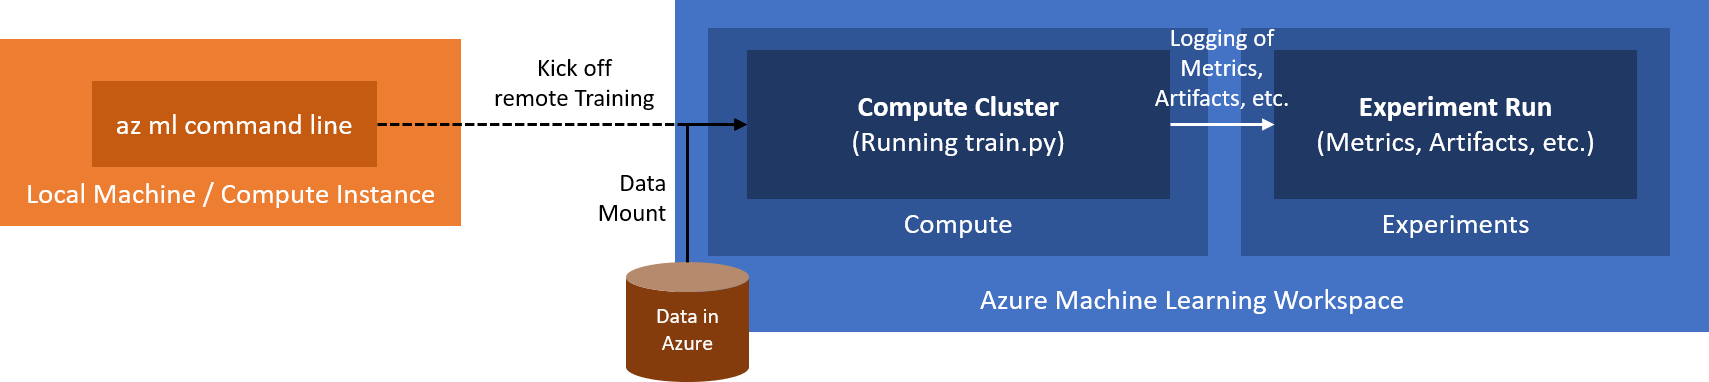 az ml command line
Local Machine / Compute Instance
Kick off
remote Training
Data
Mount
Data in
Azure
Compute Cluster
(Running train.py)
Compute
Logging of
Metrics,
Artifacts, etc.
Experiment Run
(Metrics, Artifacts, etc.)
Experiments
Azure Machine Learning Workspace